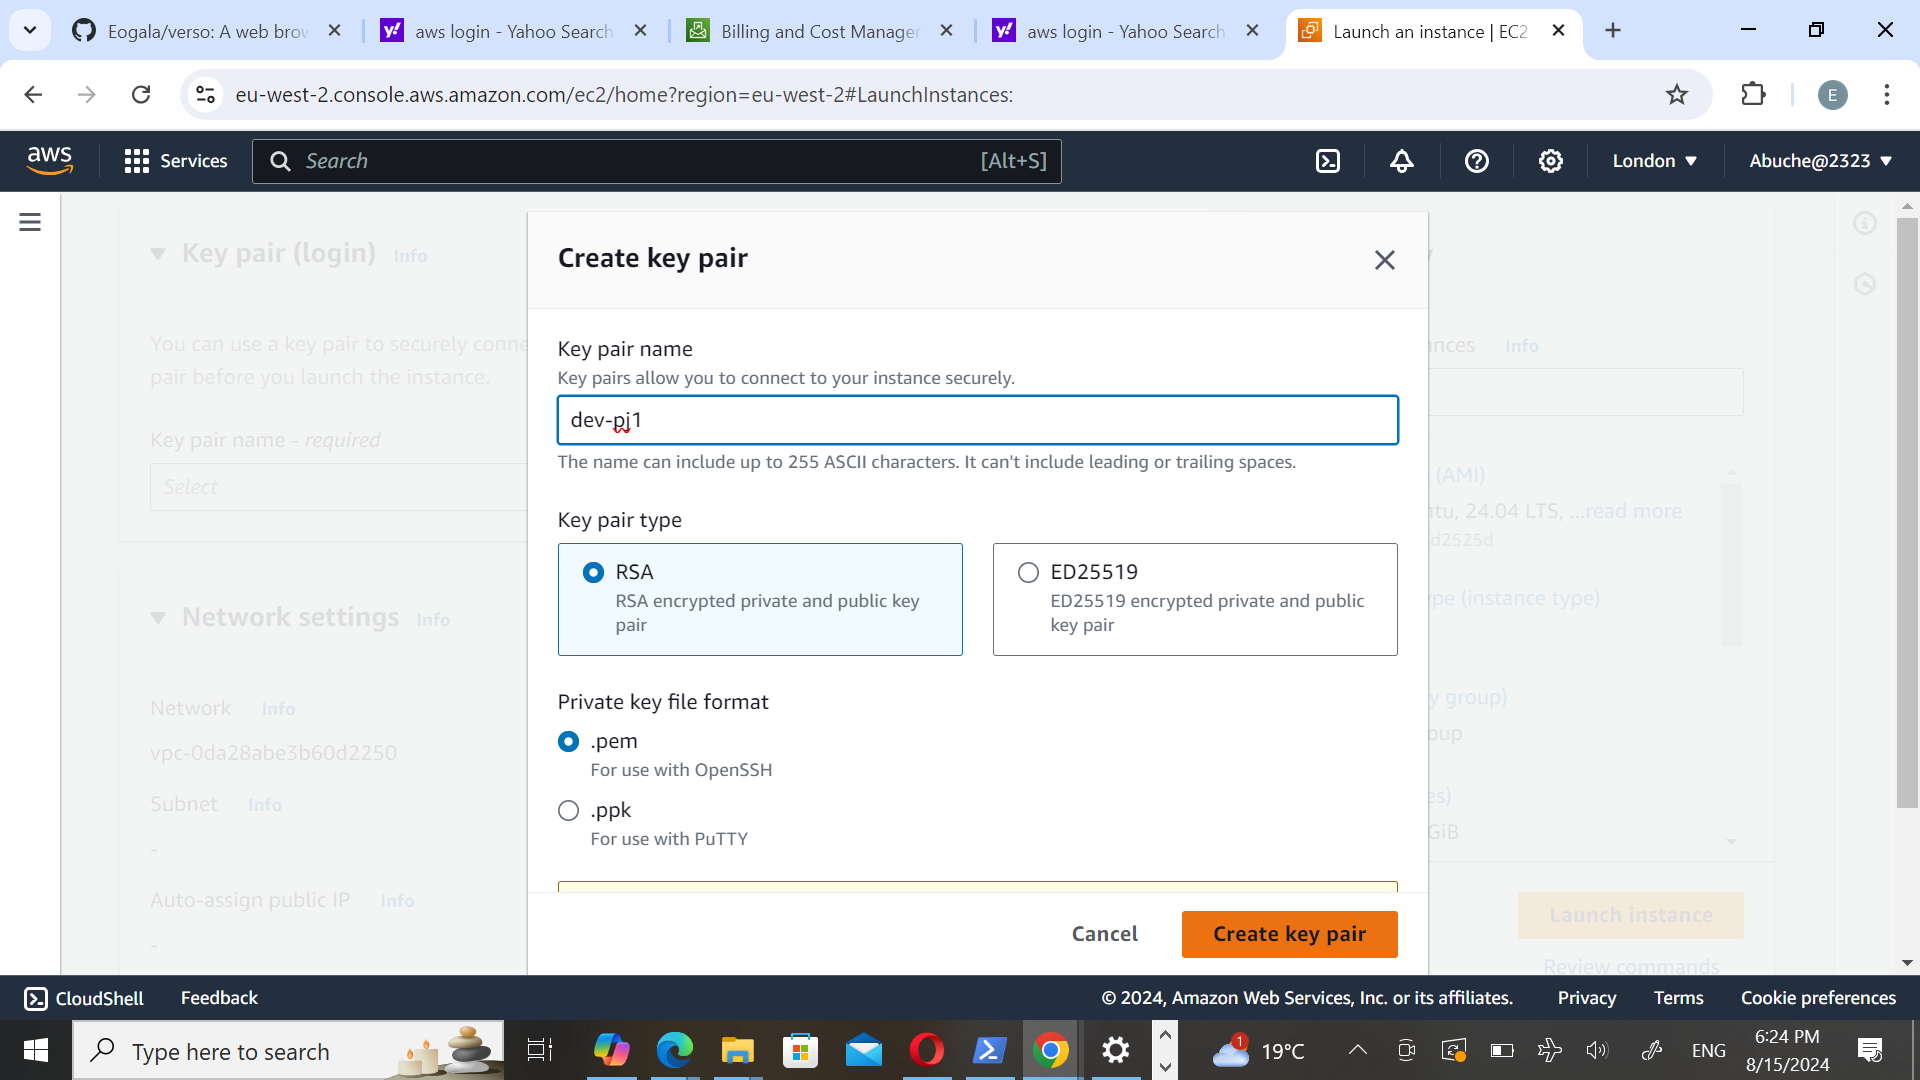 Eogala/verso: A web brow
aws login - Yahoo Search
Billing and Cost Manager
aws login - Yahoo Search
Launch an instance | EC2
eu-west-2.console.aws.amazon.com/ec2/home?region=eu-west-2#LaunchInstances:
E
aws
Services
Search
[Alt+S]
London
Abuche@2323
Key pair (login) Info
You can use a key pair to securely conne
pair before you launch the instance.
Key pair name - required
Select
Network settings Info
Network Info
vpc-0da28abe3b60d2250
Subnet Info
-
Auto-assign public IP Info
-
Create key pair
Key pair name
Key pairs allow you to connect to your instance securely.
dev-pj1
The name can include up to 255 ASCII characters. It can't include leading or trailing spaces.
Key pair type
RSA
RSA encrypted private and public key
pair
ED25519
ED25519 encrypted private and public
key pair
Private key file format
.pem
For use with OpenSSH
.ppk
For use with PuTTY
Cancel
Create key pair
ances Info
(AMI)
ntu, 24.04 LTS, ...read more
d2525d
ype (instance type)
y group)
oup
es)
GiB
Launch instance
Review commands
CloudShell
Feedback
© 2024, Amazon Web Services, Inc. or its affiliates.
Privacy
Terms
Cookie preferences
Type here to search
1
19°C
ENG
6:24 PM
8/15/2024